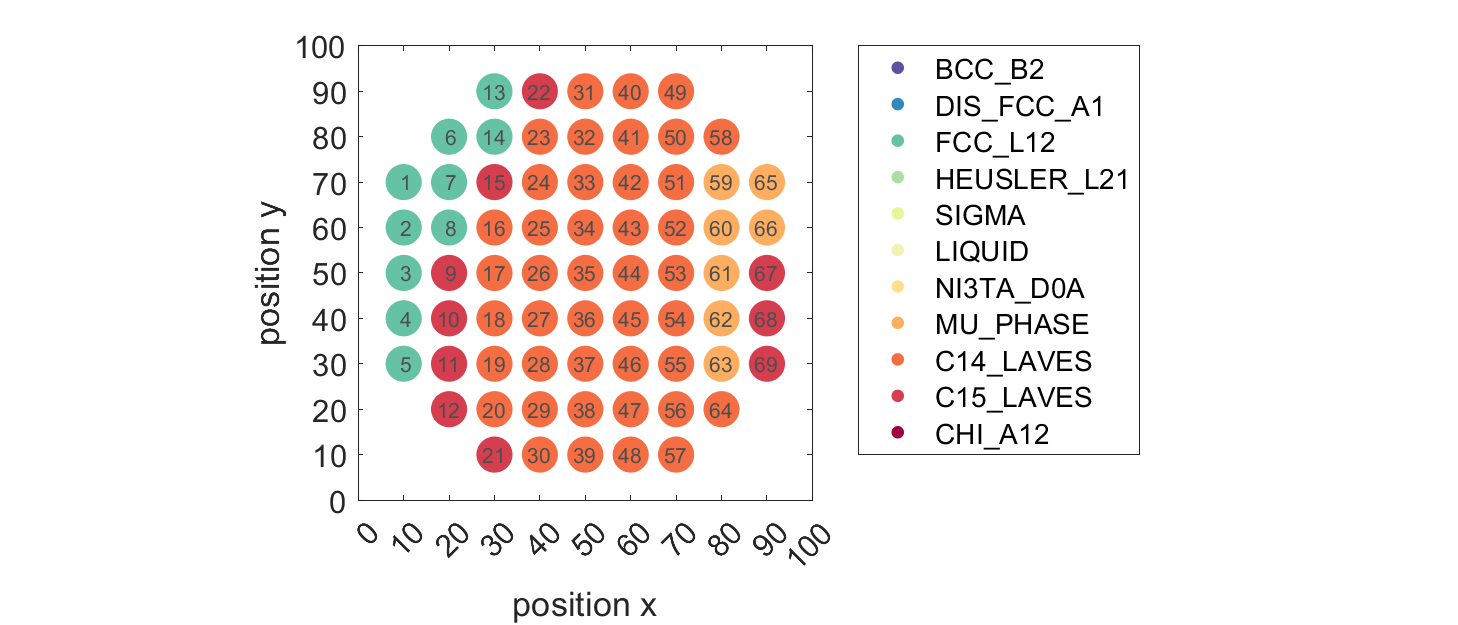 100
90 13 22 31 40 49
80 6 14 23 32 41 50 58
70 1 7 15 24 33 42 51 59 65
60 2 8 16 25 34 43 52 60 66
50 3 9 17 26 35 44 53 61 67
40 4 10 18 27 36 45 54 62 68
30 5 11 19 28 37 46 55 63 69
20 12 20 29 38 47 56 64
10 21 30 39 48 57
0
0 10 20 30 40 50 60 70 80 90 100
position x
position y
BCC_B2
DIS_FCC_A1
FCC_L12
HEUSLER_L21
SIGMA
LIQUID
NI3TA_D0A
MU_PHASE
C14_LAVES
C15_LAVES
CHI_A12